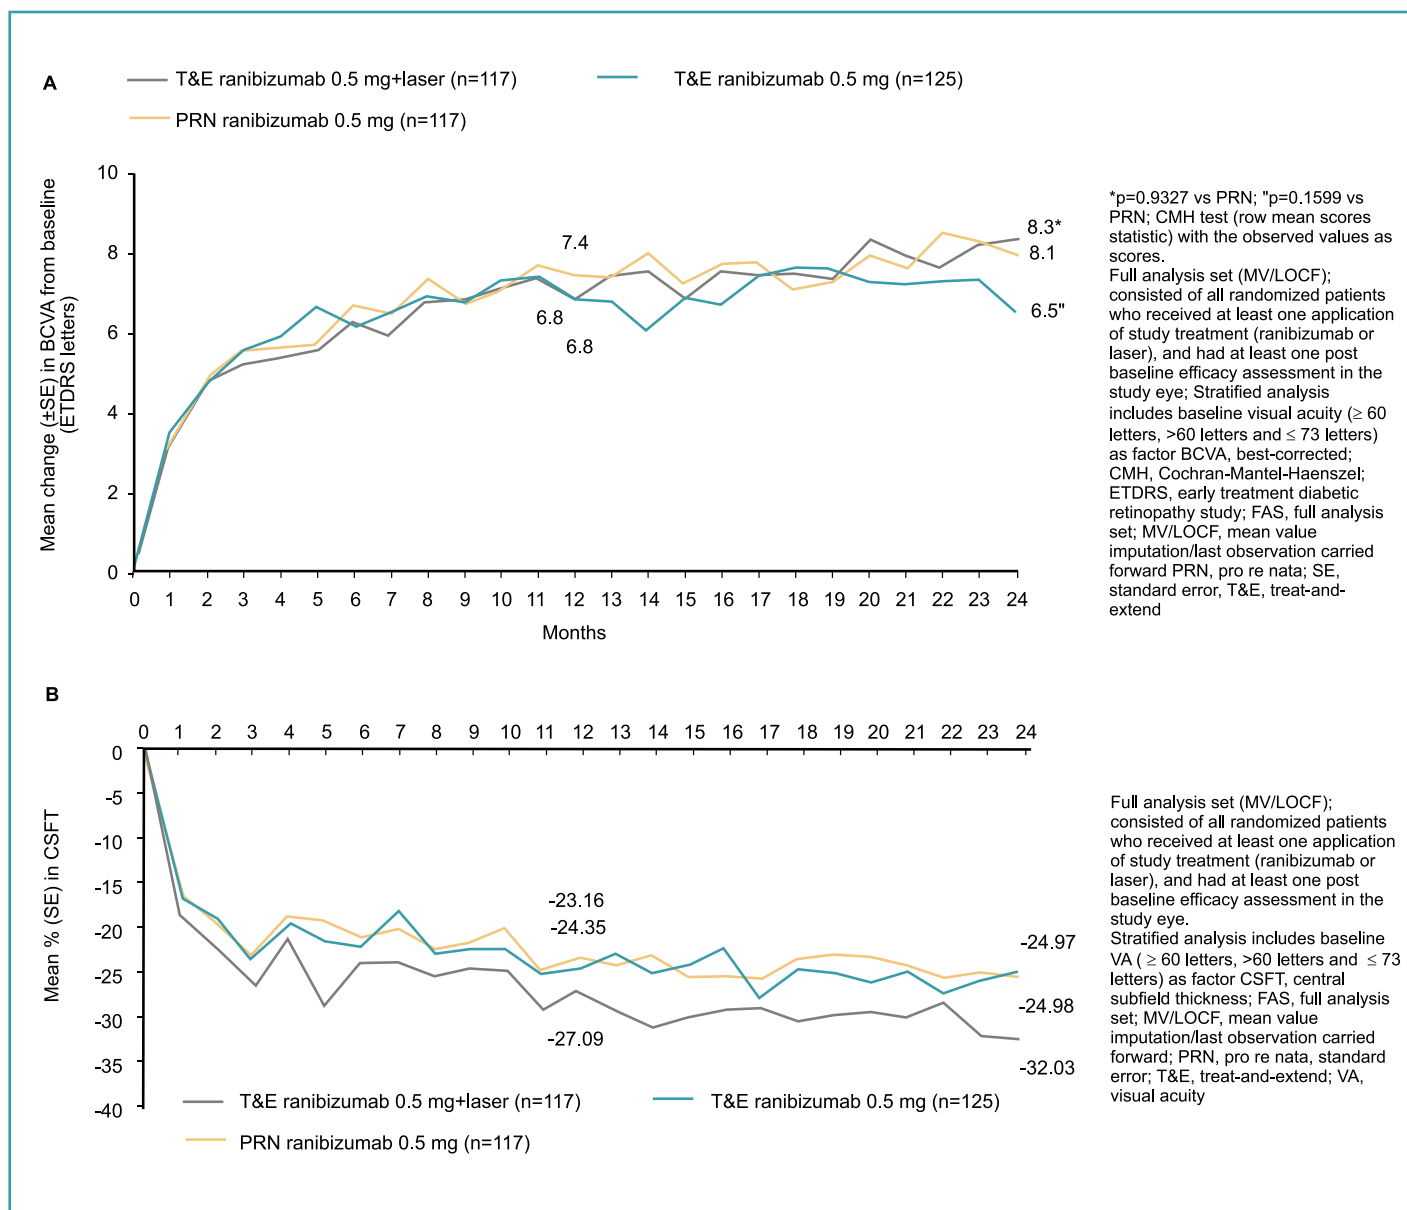 A
T&E ranibizumab 0.5 mg+laser (n=117)
T&E ranibizumab 0.5 mg (n=125)
PRN ranibizumab 0.5 mg (n=117)
Mean change (±SE) in BCVA from baseline
(ETDRS letters)
10
8
6
4
2
0
7.4
6.8
6.8
8.3*
8.1
6.5"
0 1 2 3 4 5 6 7 8 9 10 11 12 13 14 15 16 17 18 19 20 21 22 23 24
Months
*p=0.9327 vs PRN; "p=0.1599 vs
PRN; CMH test (row mean scores
statistic) with the observed values as
scores.
Full analysis set (MV/LOCF);
consisted of all randomized patients
who received at least one application
of study treatment (ranibizumab or
laser), and had at least one post
baseline efficacy assessment in the
study eye; Stratified analysis
includes baseline visual acuity (≥ 60
letters, >60 letters and ≤ 73 letters)
as factor BCVA, best-corrected;
CMH, Cochran-Mantel-Haenszel;
ETDRS, early treatment diabetic
retinopathy study; FAS, full analysis
set; MV/LOCF, mean value
imputation/last observation carried
forward PRN, pro re nata; SE,
standard error, T&E, treat-and-
extend
B
0 1 2 3 4 5 6 7 8 9 10 11 12 13 14 15 16 17 18 19 20 21 22 23 24
Mean % (SE) in CSFT
0
-5
-10
-15
-20
-25
-30
-35
-40
-23.16
-24.35
-27.09
-24.97
-24.98
-32.03
T&E ranibizumab 0.5 mg+laser (n=117)
T&E ranibizumab 0.5 mg (n=125)
PRN ranibizumab 0.5 mg (n=117)
Full analysis set (MV/LOCF);
consisted of all randomized patients
who received at least one application
of study treatment (ranibizumab or
laser), and had at least one post
baseline efficacy assessment in the
study eye.
Stratified analysis includes baseline
VA ( ≥ 60 letters, >60 letters and ≤ 73
letters) as factor CSFT, central
subfield thickness; FAS, full analysis
set; MV/LOCF, mean value
imputation/last observation carried
forward; PRN, pro re nata, standard
error; T&E, treat-and-extend; VA,
visual acuity